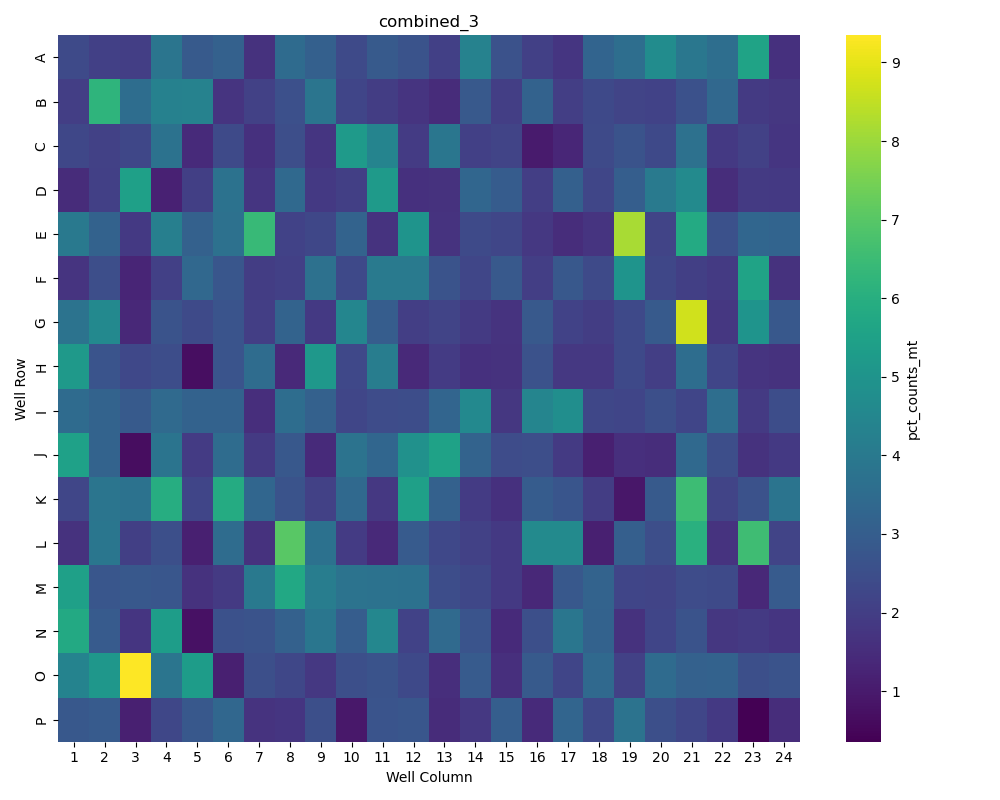 combined_3
Well Row
A
B
C
D
E
F
G
H
I
J
K
L
M
N
O
P
1 2 3 4 5 6 7 8 9 10 11 12 13 14 15 16 17 18 19 20 21 22 23 24
Well Column
9
8
7
6
5
4
3
2
1
pct_counts_mt